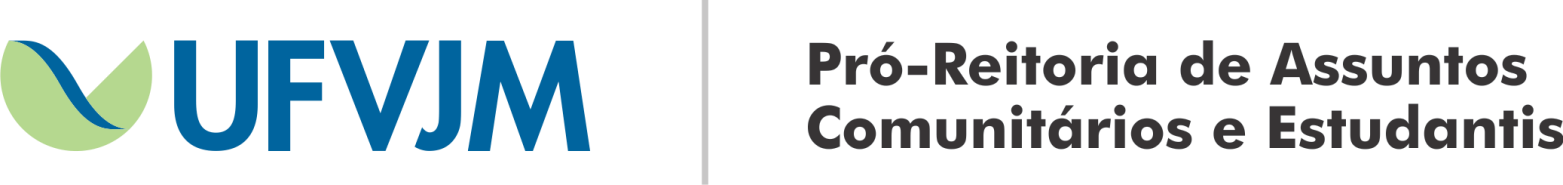 UFVJM
Pró-Reitoria de Assuntos
Comunitários e Estudantis